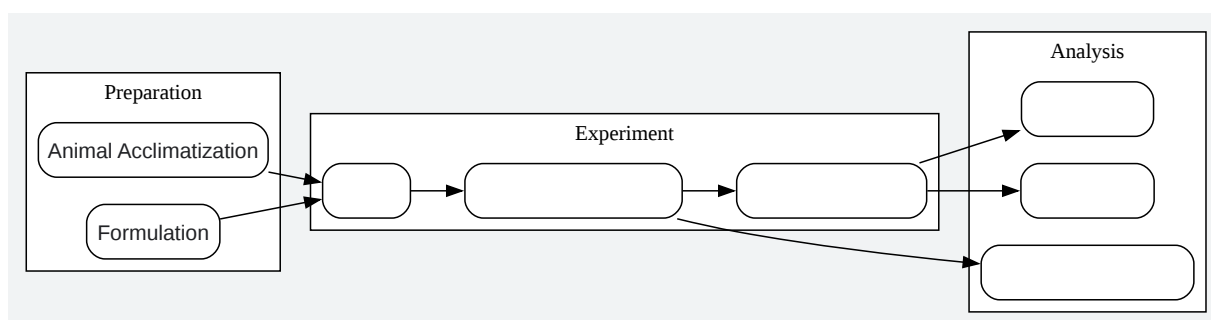 Preparation
Animal Acclimatization
Formulation
Experiment
Analysis